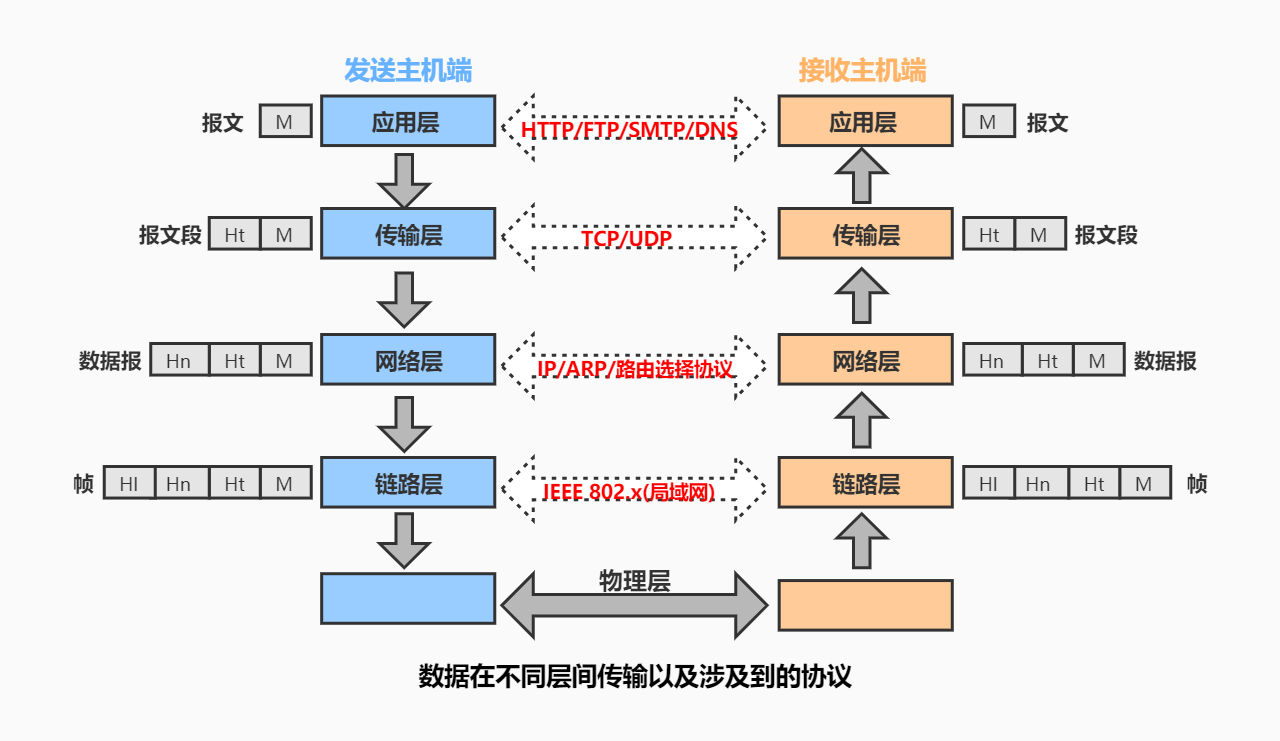 发送主机端 接收主机端
报文 M 应用层 HTTP/FTP/SMTP/DNS 应用层 M 报文
报文段 Ht M 传输层 TCP/UDP 传输层 Ht M 报文段
数据报 Hn Ht M 网络层 IP/ARP/路由选择协议 网络层 Hn Ht M 数据报
帧 Hl Hn Ht M 链路层 IEEE 802.x(局域网) 链路层 Hl Hn Ht M 帧
物理层
数据在不同层间传输以及涉及到的协议